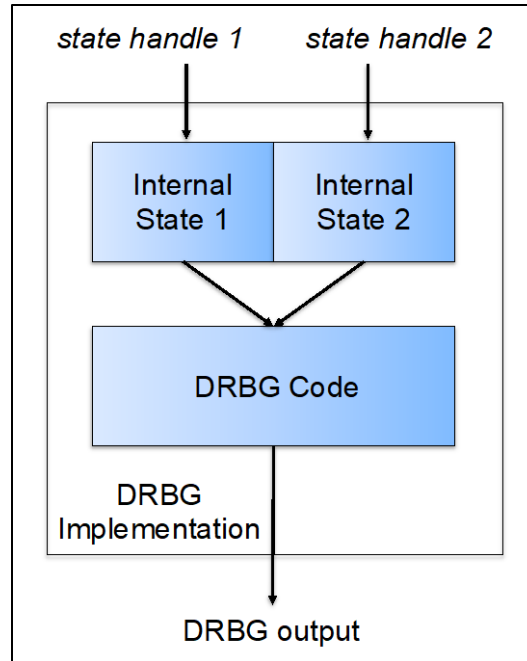 state handle 1
state handle 2
Internal
State 1
Internal
State 2
DRBG Code
DRBG
Implementation
DRBG output